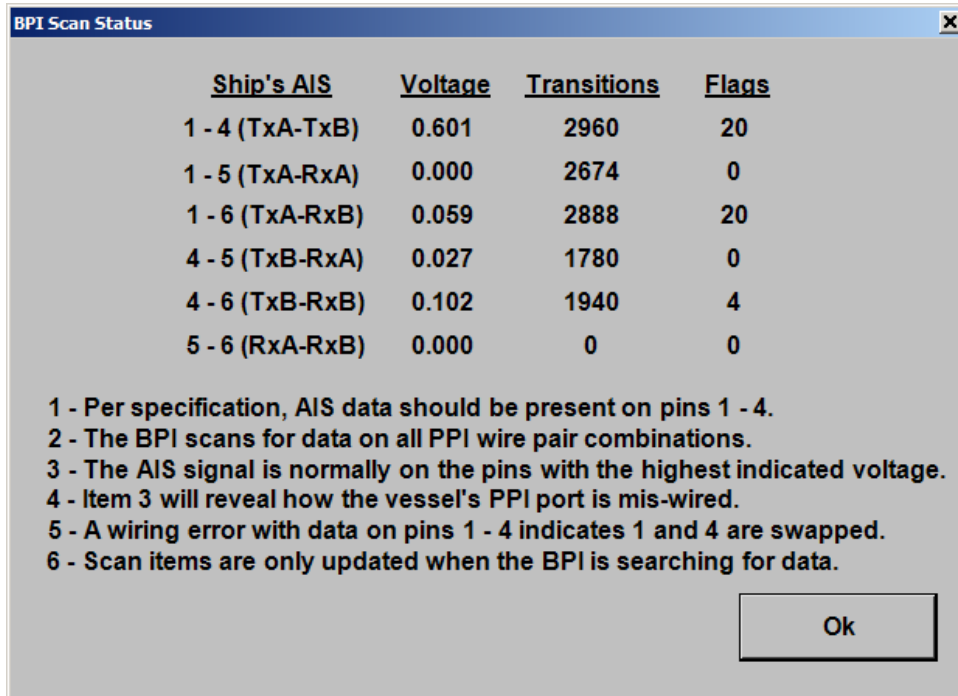 BPI Scan Status
Ship's AIS Voltage Transitions Flags
1 - 4 (TxA-TxB) 0.601 2960 20
1 - 5 (TxA-RxA) 0.000 2674 0
1 - 6 (TxA-RxB) 0.059 2888 20
4 - 5 (TxB-RxA) 0.027 1780 0
4 - 6 (TxB-RxB) 0.102 1940 4
5 - 6 (RxA-RxB) 0.000 0 0
1 - Per specification, AIS data should be present on pins 1 - 4.
2 - The BPI scans for data on all PPI wire pair combinations.
3 - The AIS signal is normally on the pins with the highest indicated voltage.
4 - Item 3 will reveal how the vessel's PPI port is mis-wired.
5 - A wiring error with data on pins 1 - 4 indicates 1 and 4 are swapped.
6 - Scan items are only updated when the BPI is searching for data.
Ok